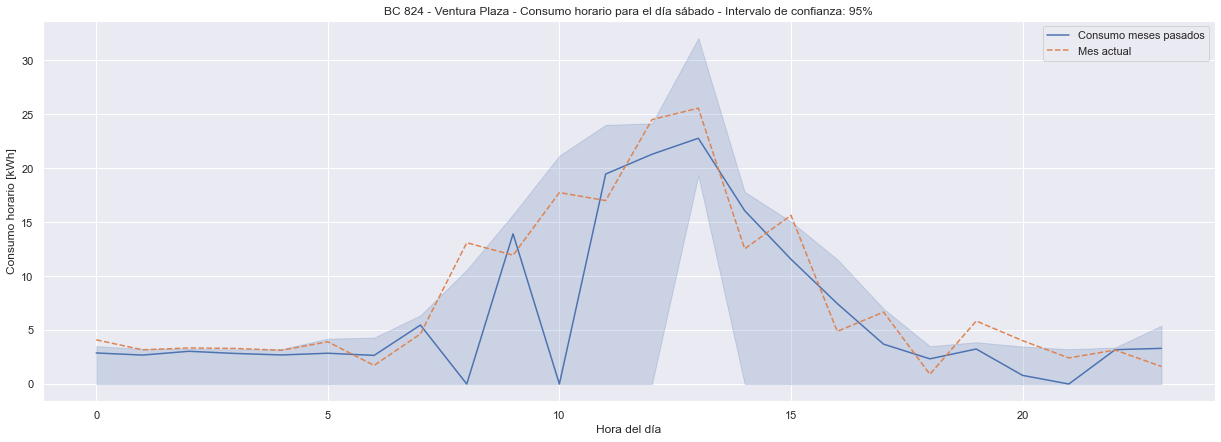 BC 824 - Ventura Plaza - Consumo horario para el día sábado - Intervalo de confianza: 95%
Consumo meses pasados
Mes actual
Consumo horario [kWh]
30
25
20
15
10
5
0
0
5
10
15
20
Hora del día